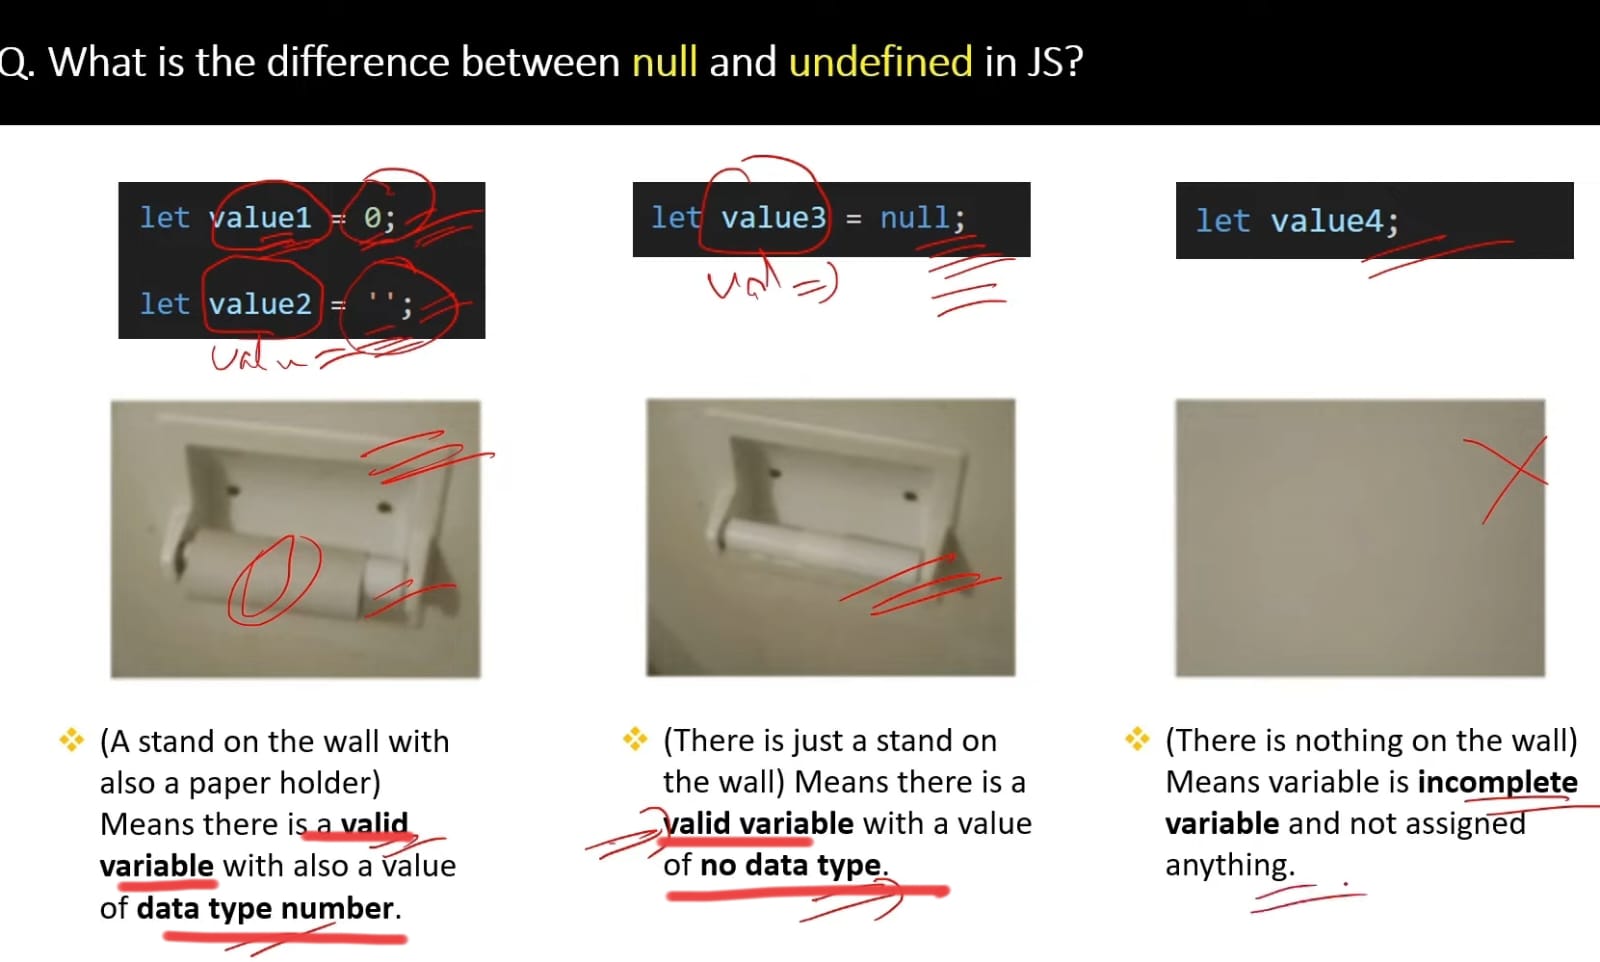 Q. What is the difference between null and undefined in JS?
let value1 = 0;
let value2 = '';
let value3 = null;
val =>
let value4;
(A stand on the wall with
also a paper holder)
Means there is a valid
variable with also a value
of data type number.
(There is just a stand on
the wall) Means there is a
valid variable with a value
of no data type.
(There is nothing on the wall)
Means variable is incomplete
variable and not assigned
anything.